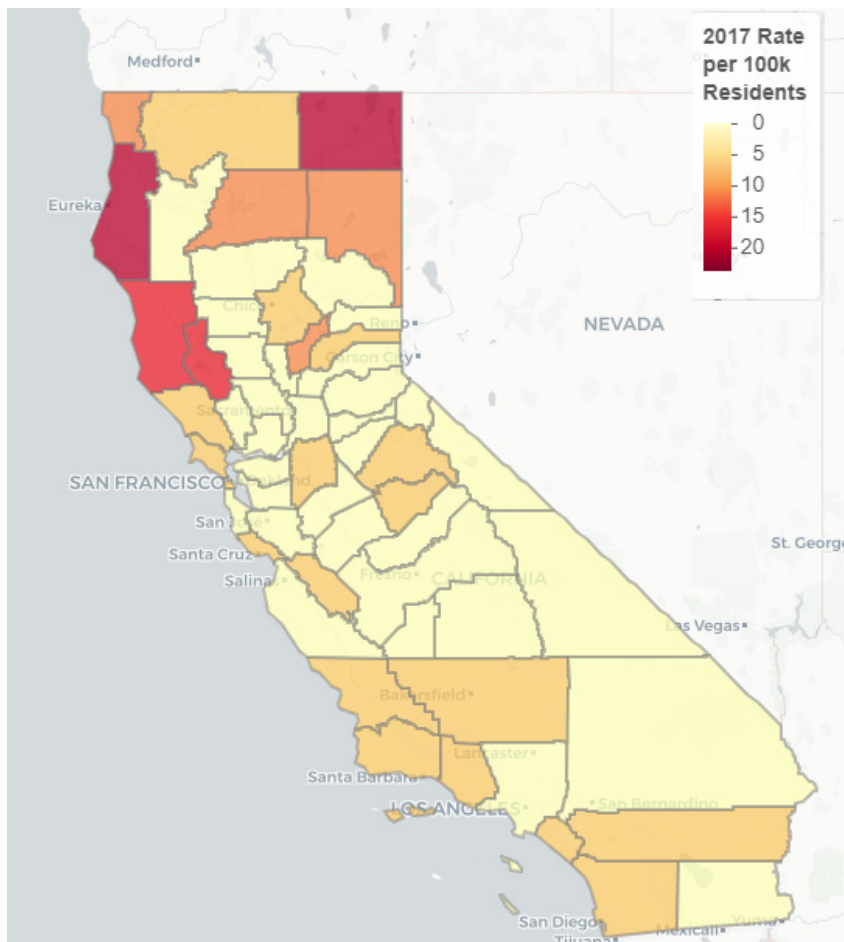 Medford
2017 Rate
per 100k
Residents
0
5
10
15
20
Eureka
Chico
Reno
NEVADA
Carson City
Sacramento
SAN FRANCISCO
Oakland
San José
St. George
Santa Cruz
Salinas
Fresno
CALIFORNIA
Las Vegas
Bakersfield
Lancaster
Santa Barbara
LOS ANGELES
San Bernardino
San Diego
Mexicali
Yuma
Tijuana